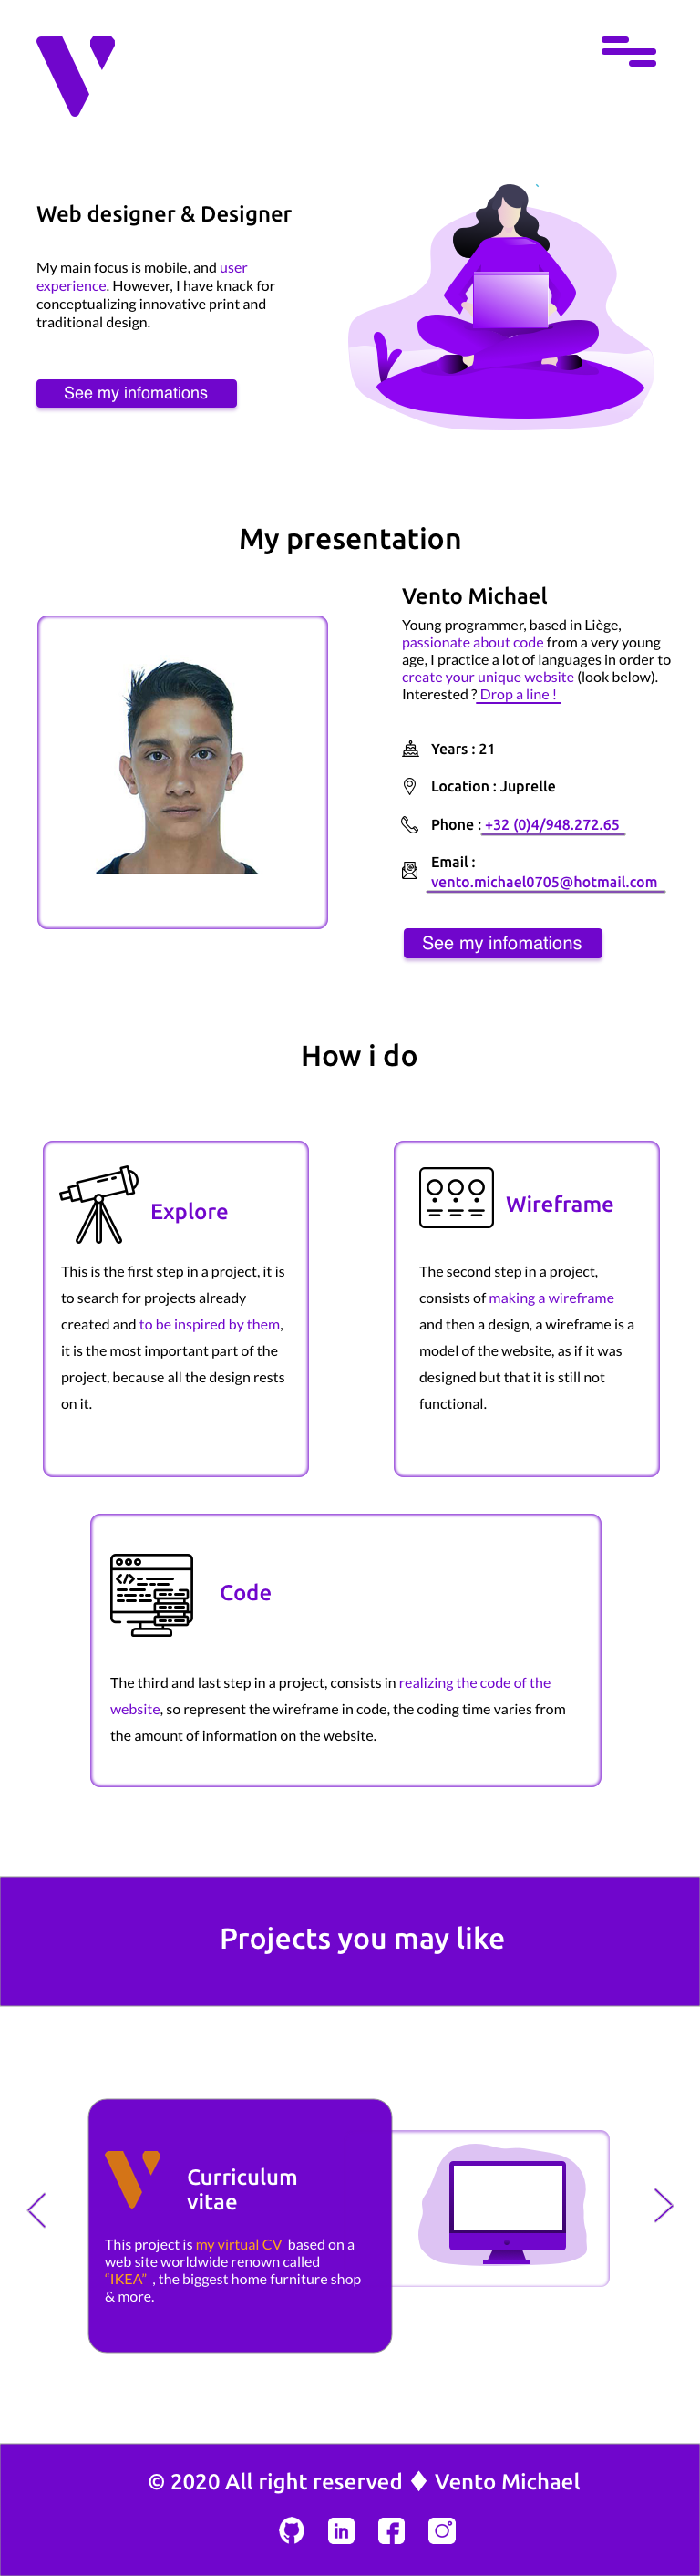 Web designer & Designer
My main focus is mobile, and user
experience. However, I have knack for
conceptualizing innovative print and
traditional design.
See my infomations
My presentation
Vento Michael
Young programmer, based in Liège,
passionate about code from a very young
age, I practice a lot of languages in order to
create your unique website (look below).
Interested ? Drop a line !
Years : 21
Location : Juprelle
Phone : +32 (0)4/948.272.65
Email :
vento.michael0705@hotmail.com
See my infomations
How i do
Explore
This is the first step in a project, it is
to search for projects already
created and to be inspired by them,
it is the most important part of the
project, because all the design rests
on it.
Wireframe
The second step in a project,
consists of making a wireframe
and then a design, a wireframe is a
model of the website, as if it was
designed but that it is still not
functional.
Code
The third and last step in a project, consists in realizing the code of the
website, so represent the wireframe in code, the coding time varies from
the amount of information on the website.
Projects you may like
Curriculum
vitae
This project is my virtual CV based on a
web site worldwide renown called
“IKEA” , the biggest home furniture shop
& more.
© 2020 All right reserved ♦ Vento Michael